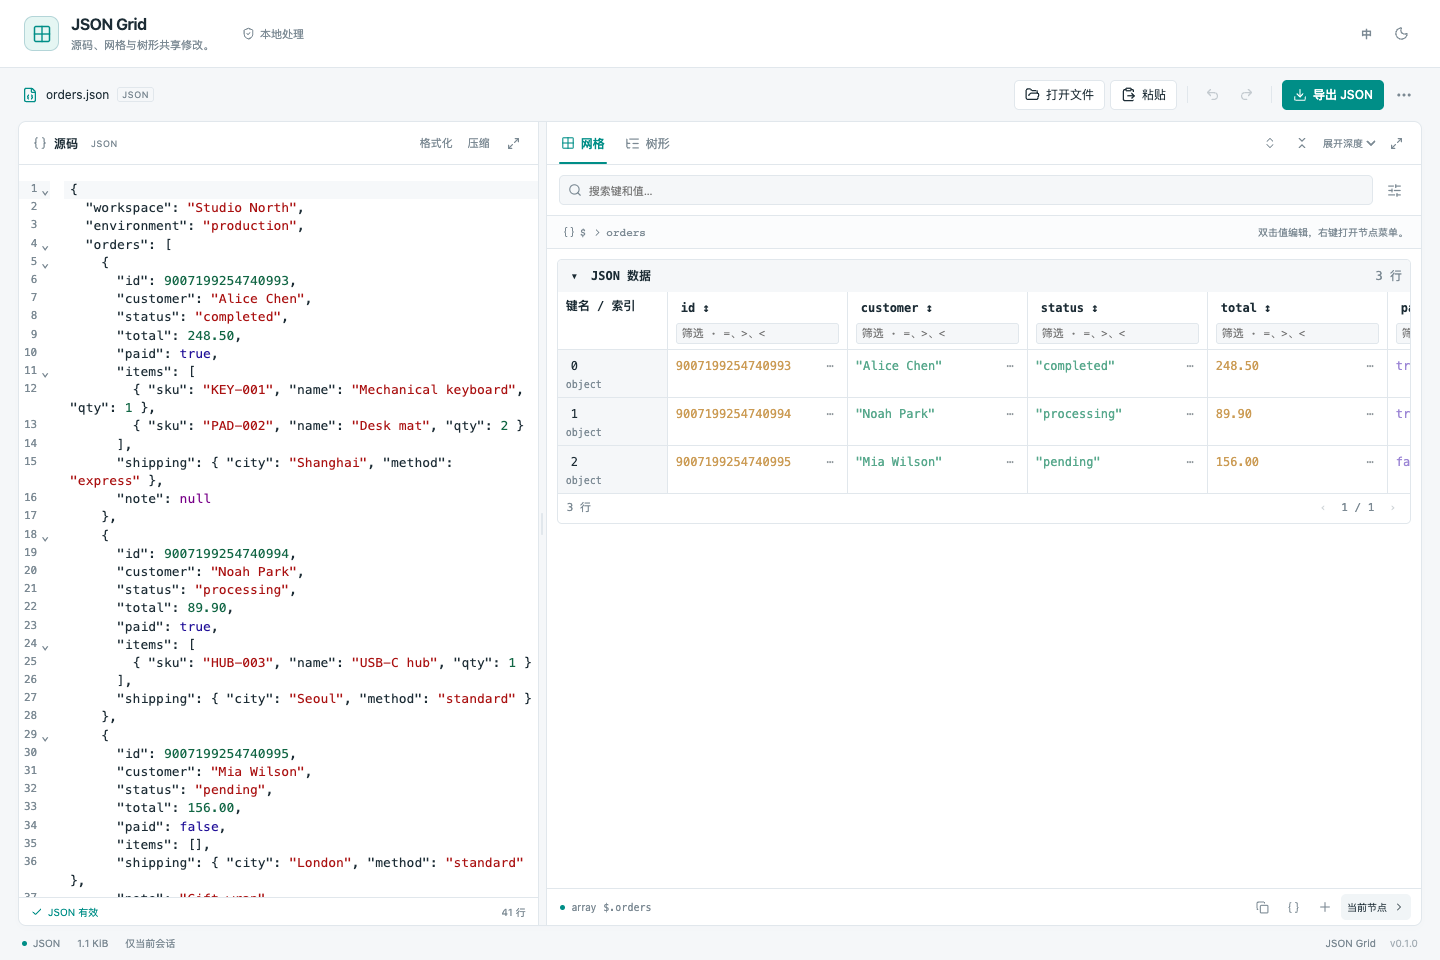 JSON Grid
源码、网格与树形共享修改。
本地处理
中
orders.json JSON
打开文件 粘贴 导出 JSON
{ } 源码 JSON 格式化 压缩
1 {
2 "workspace": "Studio North",
3 "environment": "production",
4 "orders": [
5 {
6 "id": 9007199254740993,
7 "customer": "Alice Chen",
8 "status": "completed",
9 "total": 248.50,
10 "paid": true,
11 "items": [
12 { "sku": "KEY-001", "name": "Mechanical keyboard",
"qty": 1 },
13 { "sku": "PAD-002", "name": "Desk mat", "qty": 2 }
14 ],
15 "shipping": { "city": "Shanghai", "method":
"express" },
16 "note": null
17 },
18 {
19 "id": 9007199254740994,
20 "customer": "Noah Park",
21 "status": "processing",
22 "total": 89.90,
23 "paid": true,
24 "items": [
25 { "sku": "HUB-003", "name": "USB-C hub", "qty": 1 }
26 ],
27 "shipping": { "city": "Seoul", "method": "standard" }
28 },
29 {
30 "id": 9007199254740995,
31 "customer": "Mia Wilson",
32 "status": "pending",
33 "total": 156.00,
34 "paid": false,
35 "items": [],
36 "shipping": { "city": "London", "method": "standard"
},
37 "note": "Gift wrap"
JSON 有效 41 行
网格 树形 展开深度
搜索键和值...
{ } $ > orders 双击值编辑，右键打开节点菜单。
▼ JSON 数据 3 行
键名 / 索引 id ↕ customer ↕ status ↕ total ↕
筛选 · =、>、< 筛选 · =、>、< 筛选 · =、>、< 筛选 · =、>、< 筛
0 9007199254740993 ⋯ "Alice Chen" ⋯ "completed" ⋯ 248.50 ⋯ tr
object
1 9007199254740994 ⋯ "Noah Park" ⋯ "processing" ⋯ 89.90 ⋯ tr
object
2 9007199254740995 ⋯ "Mia Wilson" ⋯ "pending" ⋯ 156.00 ⋯ fa
object
3 行 ‹ 1 / 1 ›
array $.orders { } + 当前节点 >
JSON 1.1 KiB 仅当前会话 JSON Grid v0.1.0